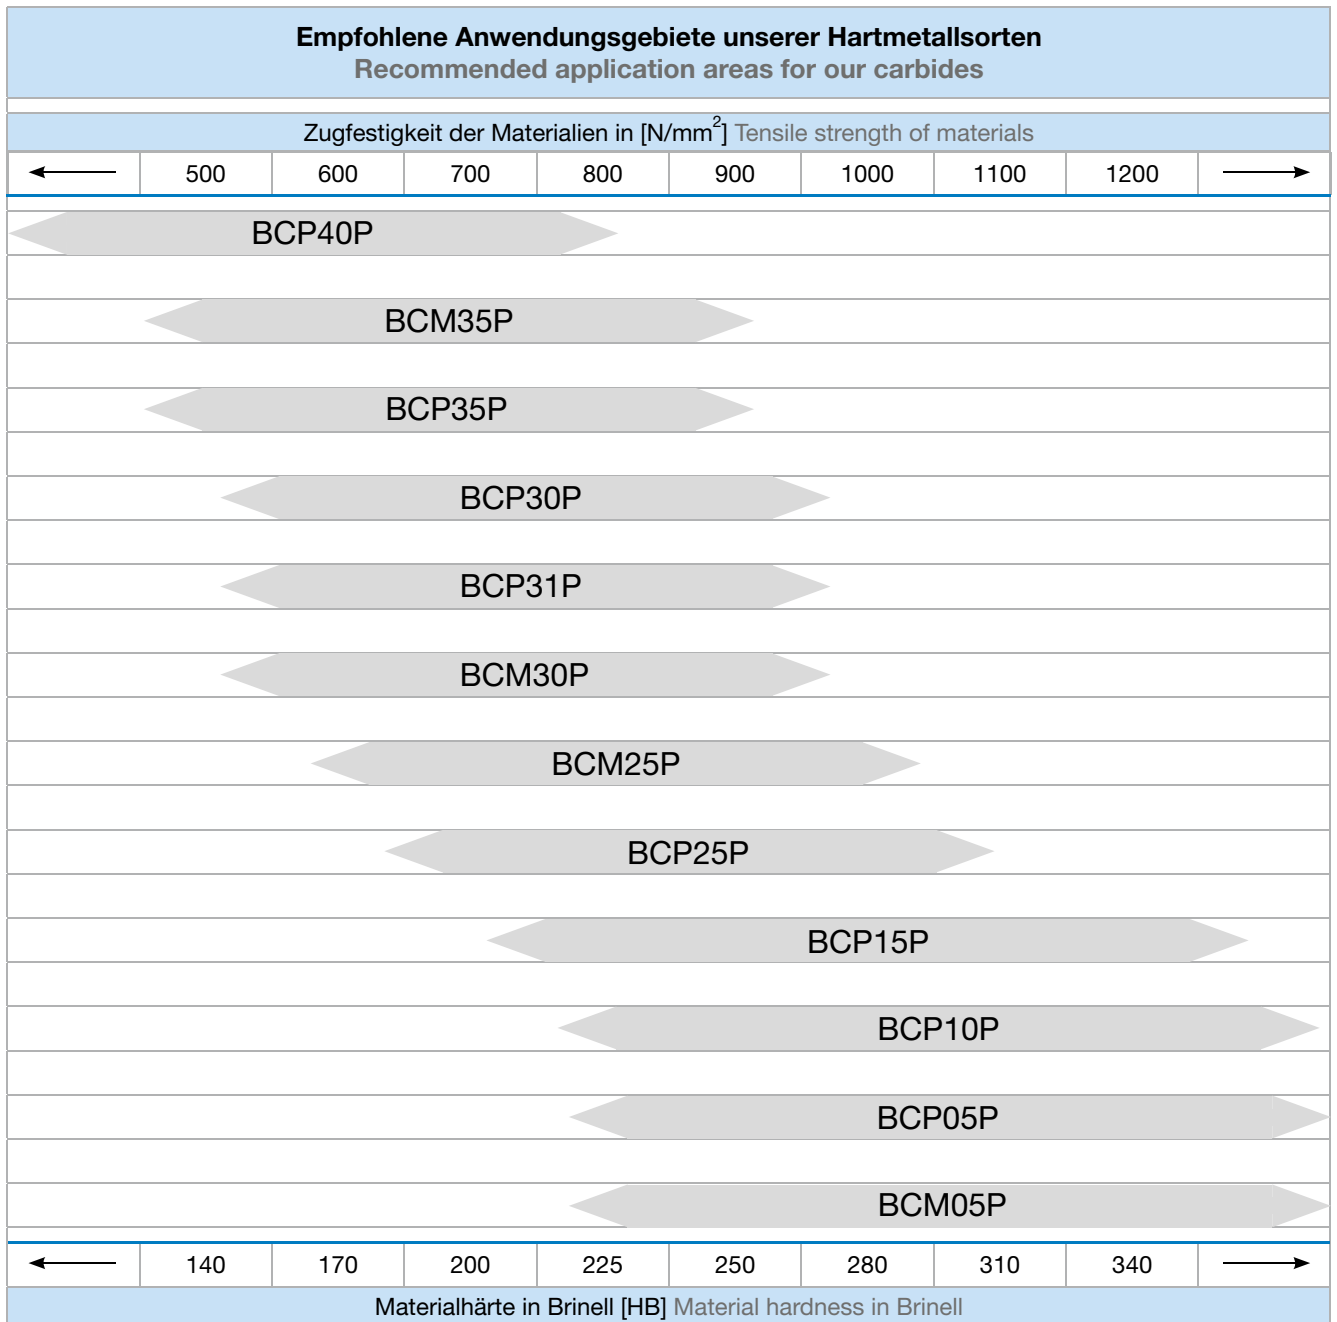 Empfohlene Anwendungsgebiete unserer Hartmetallsorten
Recommended application areas for our carbides
Zugfestigkeit der Materialien in [N/mm²] Tensile strength of materials
500 600 700 800 900 1000 1100 1200
BCP40P
BCM35P
BCP35P
BCP30P
BCP31P
BCM30P
BCM25P
BCP25P
BCP15P
BCP10P
BCP05P
BCM05P
140 170 200 225 250 280 310 340
Materialhärte in Brinell [HB] Material hardness in Brinell